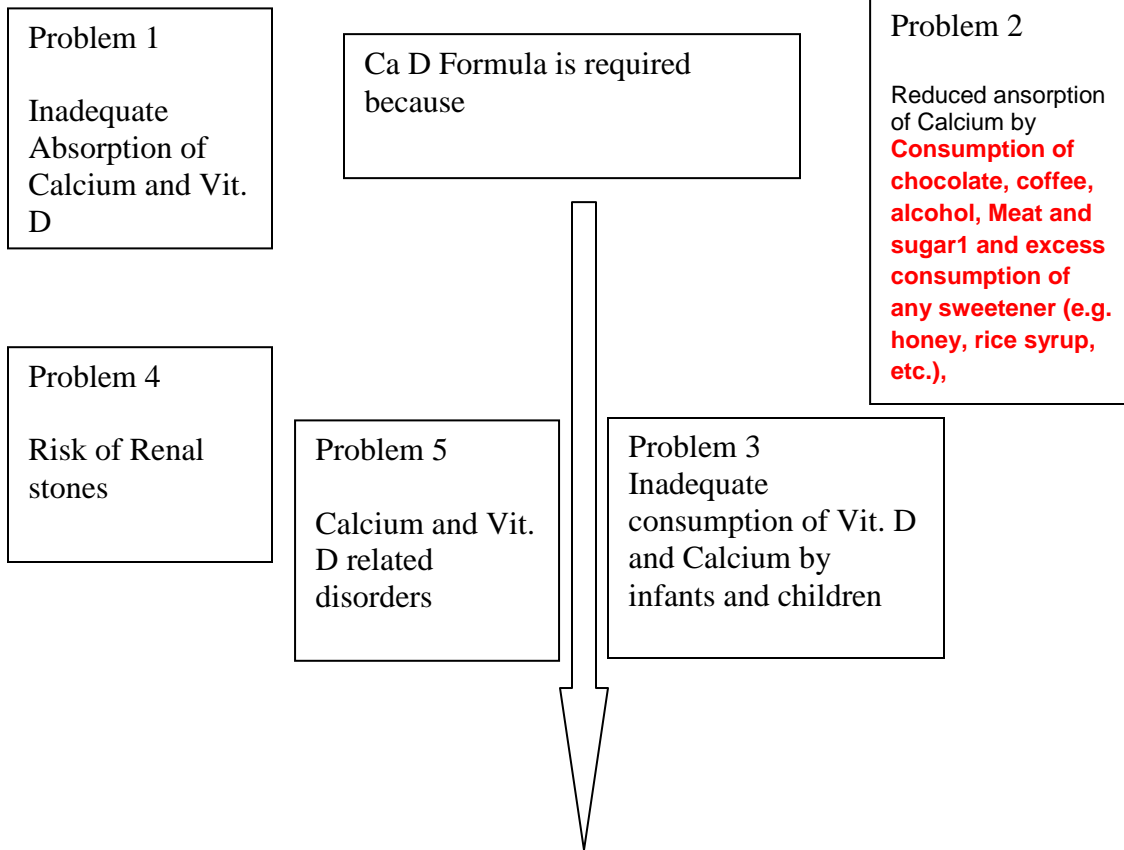 Problem 1
Inadequate
Absorption of
Calcium and Vit.
D
Ca D Formula is required
because
Problem 2
Reduced ansorption
of Calcium by
Consumption of
chocolate, coffee,
alcohol, Meat and
sugar1 and excess
consumption of
any sweetener (e.g.
honey, rice syrup,
etc.),
Problem 4
Risk of Renal
stones
Problem 5
Calcium and Vit.
D related
disorders
Problem 3
Inadequate
consumption of Vit. D
and Calcium by
infants and children